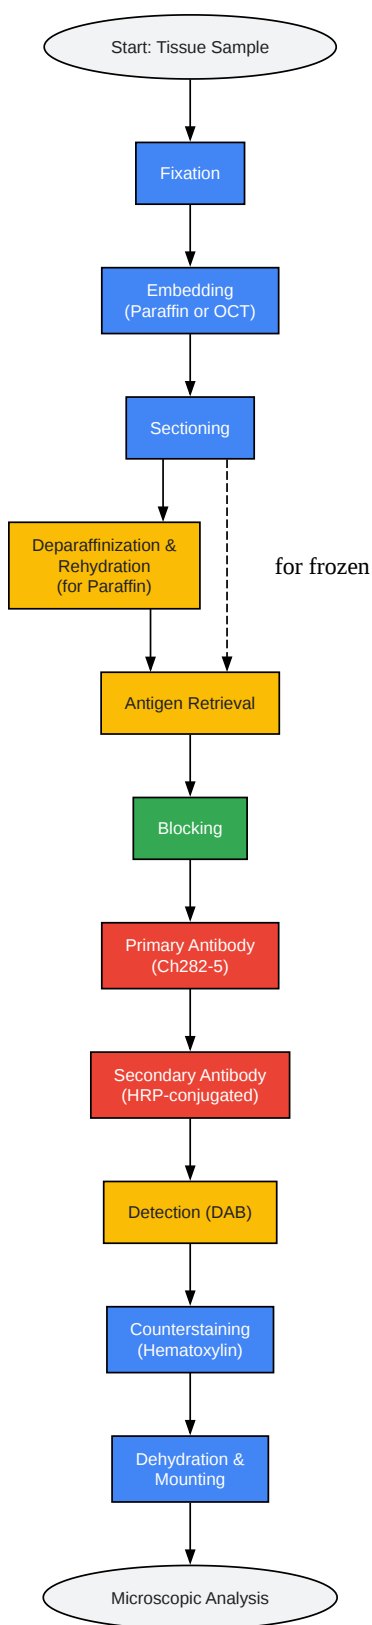 Start: Tissue Sample
Fixation
Embedding
(Paraffin or OCT)
Sectioning
Deparaffinization &
Rehydration
(for Paraffin)
for frozen
Antigen Retrieval
Blocking
Primary Antibody
(Ch282-5)
Secondary Antibody
(HRP-conjugated)
Detection (DAB)
Counterstaining
(Hematoxylin)
Dehydration &
Mounting
Microscopic Analysis